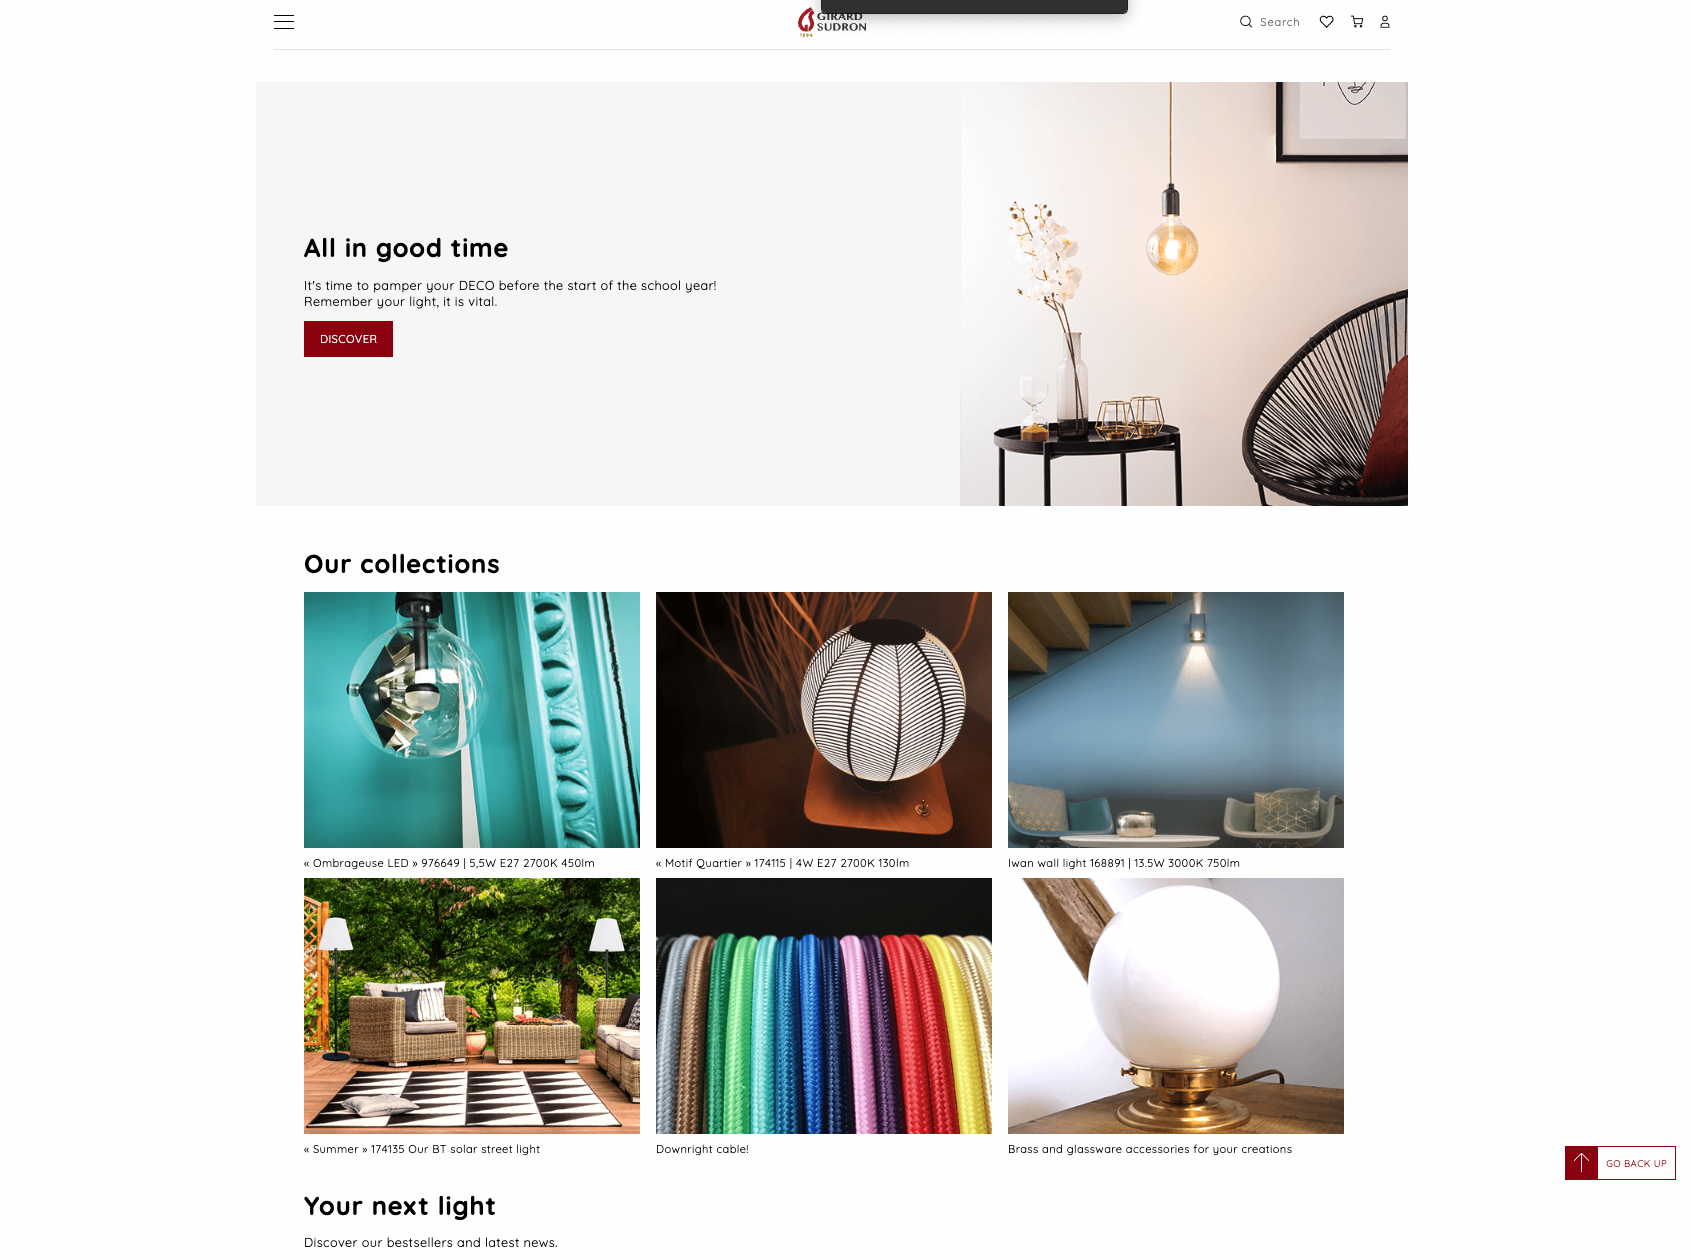 GIRARD
SUDRON
1894
Search
All in good time
It's time to pamper your DECO before the start of the school year!
Remember your light, it is vital.
DISCOVER
Our collections
« Ombrageuse LED » 976649 | 5,5W E27 2700K 450lm
« Motif Quartier » 174115 | 4W E27 2700K 130lm
Iwan wall light 168891 | 13.5W 3000K 750lm
« Summer » 174135 Our BT solar street light
Downright cable!
Brass and glassware accessories for your creations
GO BACK UP
Your next light
Discover our bestsellers and latest news.